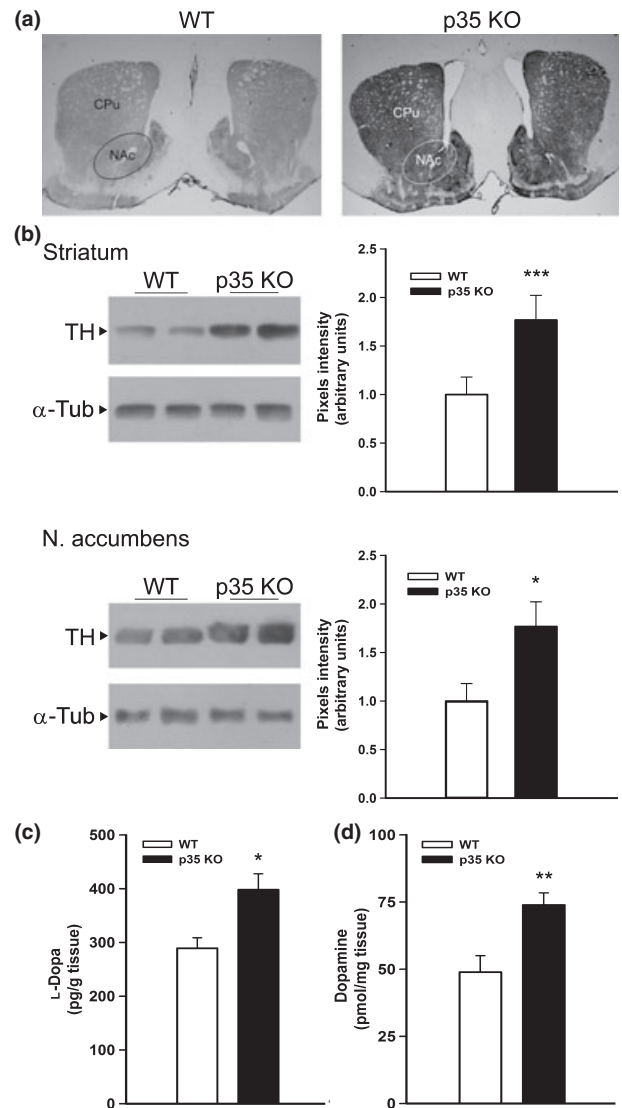 (a) WT p35 KO
CPu
NAc
CPu
NAc
(b)
Striatum
WT p35 KO
TH
α-Tub
Pixels intensity
(arbitrary units)
2.5
2.0
1.5
1.0
0.5
0.0
WT
p35 KO
***
N. accumbens
WT p35 KO
TH
α-Tub
Pixels intensity
(arbitrary units)
2.5
2.0
1.5
1.0
0.5
0.0
WT
p35 KO
*
(c)
L-Dopa
(pg/g tissue)
500
400
300
200
100
0
WT
p35 KO
*
(d)
Dopamine
(pmol/mg tissue)
100
75
50
25
0
WT
p35 KO
**